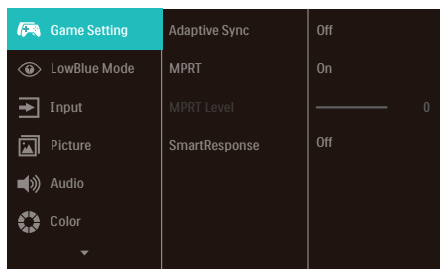 Game Setting Adaptive Sync Off
LowBlue Mode MPRT On
Input MPRT Level 0
Picture SmartResponse Off
Audio
Color